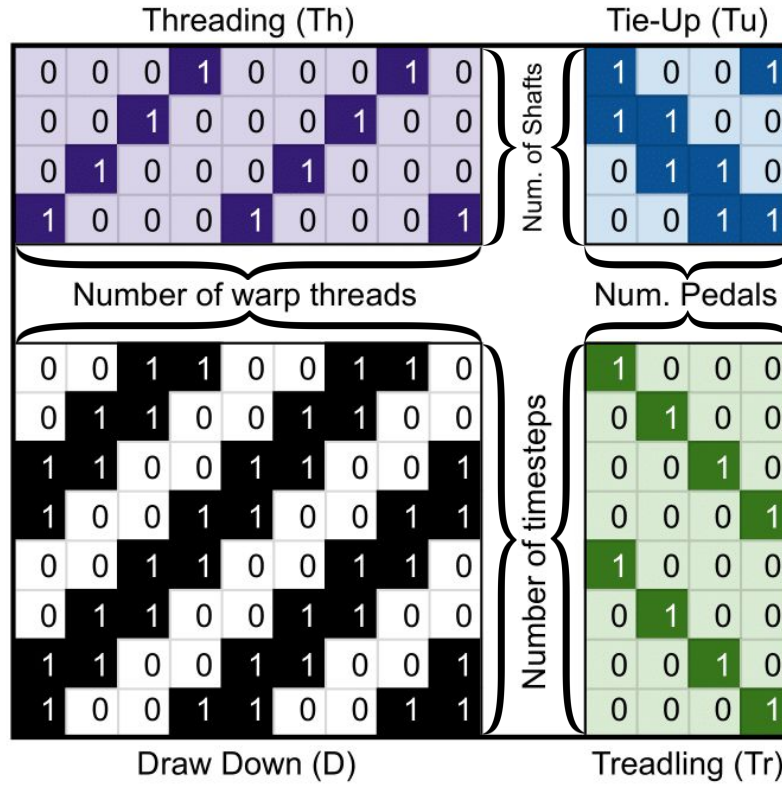 Threading (Th)
Tie-Up (Tu)
0 0 0 1 0 0 0 1 0
0 0 1 0 0 0 1 0 0
0 1 0 0 0 1 0 0 0
1 0 0 0 1 0 0 0 1
Num. of Shafts
1 0 0 1
1 1 0 0
0 1 1 0
0 0 1 1
Number of warp threads
Num. Pedals
0 0 1 1 0 0 1 1 0
0 1 1 0 0 1 1 0 0
1 1 0 0 1 1 0 0 1
1 0 0 1 1 0 0 1 1
0 0 1 1 0 0 1 1 0
0 1 1 0 0 1 1 0 0
1 1 0 0 1 1 0 0 1
1 0 0 1 1 0 0 1 1
Number of timesteps
1 0 0 0
0 1 0 0
0 0 1 0
0 0 0 1
1 0 0 0
0 1 0 0
0 0 1 0
0 0 0 1
Draw Down (D)
Treadling (Tr)